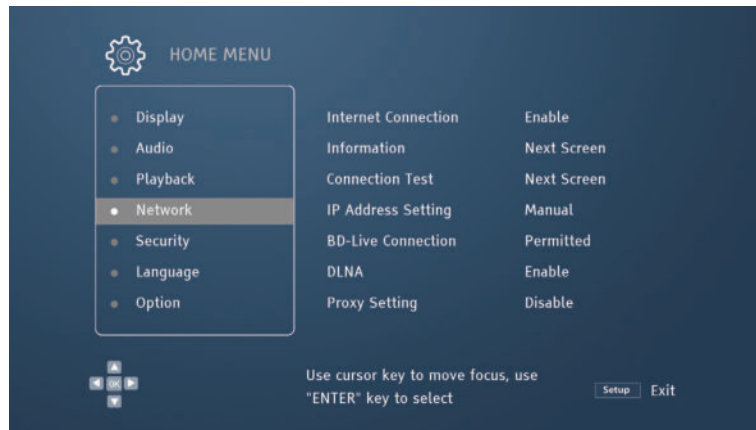 HOME MENU
Display
Audio
Playback
Network
Security
Language
Option
Internet Connection Enable
Information Next Screen
Connection Test Next Screen
IP Address Setting Manual
BD-Live Connection Permitted
DLNA Enable
Proxy Setting Disable
OK
Use cursor key to move focus, use
"ENTER" key to select
Setup Exit